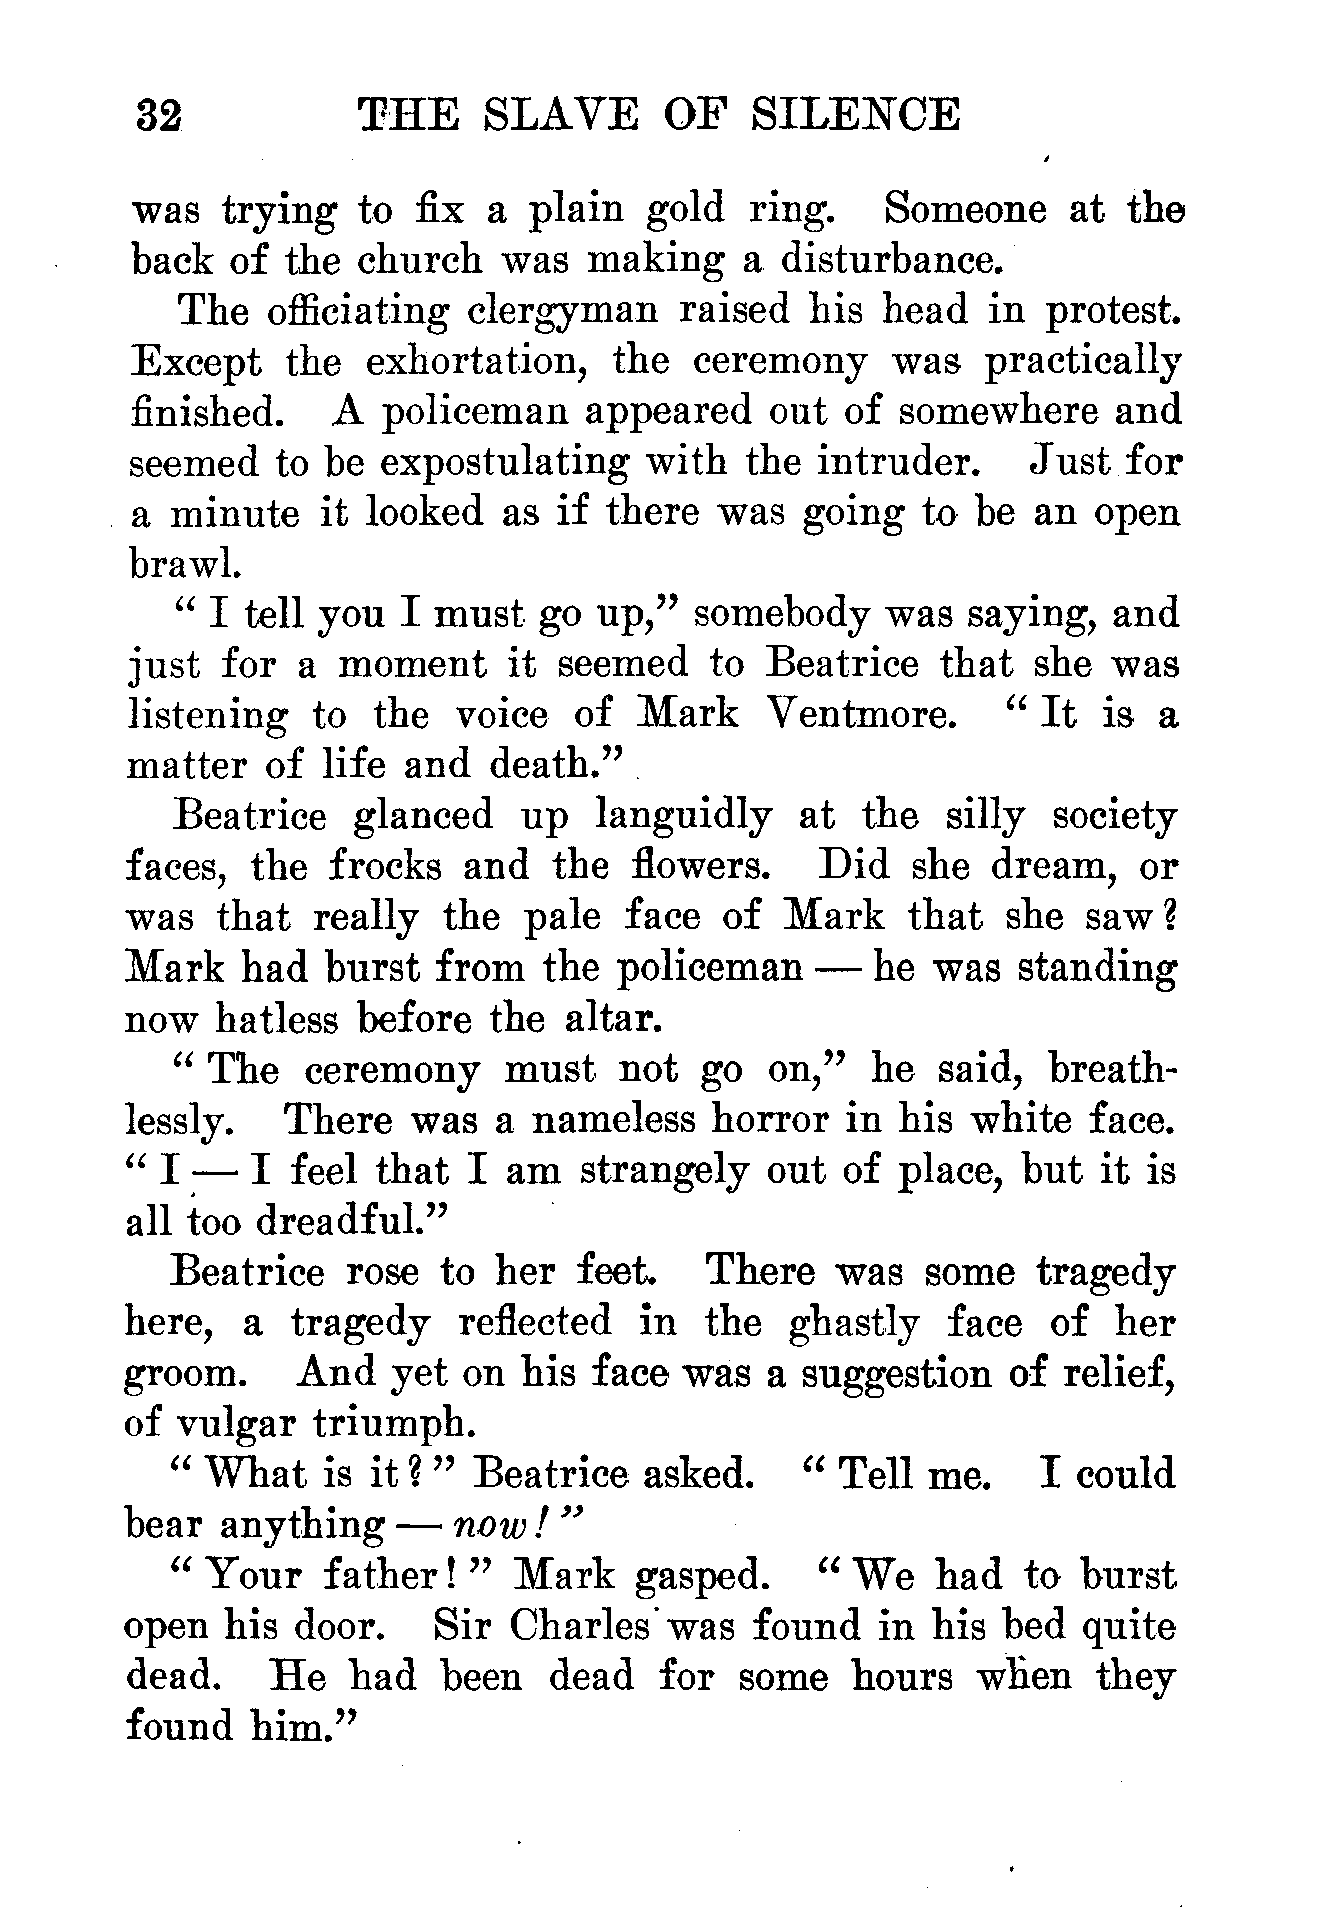 32 THE SLAVE OF SILENCE
was trying to fix a plain gold ring. Someone at the
back of the church was making a disturbance.
The officiating clergyman raised his head in protest.
Except the exhortation, the ceremony was practically
finished. A policeman appeared out of somewhere and
seemed to be expostulating with the intruder. Just for
a minute it looked as if there was going to be an open
brawl.
“ I tell you I must go up,” somebody was saying, and
just for a moment it seemed to Beatrice that she was
listening to the voice of Mark Ventmore. “ It is a
matter of life and death.”
Beatrice glanced up languidly at the silly society
faces, the frocks and the flowers. Did she dream, or
was that really the pale face of Mark that she saw?
Mark had burst from the policeman — he was standing
now hatless before the altar.
“ The ceremony must not go on,” he said, breath-
lessly. There was a nameless horror in his white face.
“ I — I feel that I am strangely out of place, but it is
all too dreadful.”
Beatrice rose to her feet. There was some tragedy
here, a tragedy reflected in the ghastly face of her
groom. And yet on his face was a suggestion of relief,
of vulgar triumph.
“ What is it? ” Beatrice asked. “ Tell me. I could
bear anything — now! ”
“ Your father! ” Mark gasped. “ We had to burst
open his door. Sir Charles was found in his bed quite
dead. He had been dead for some hours when they
found him.”